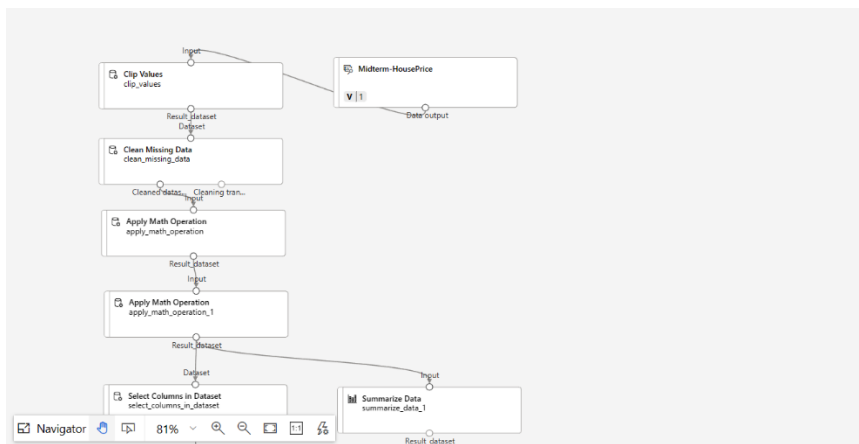 Input
Clip Values
clip_values
Midterm-HousePrice
V | 1
Data output
Result_dataset
Dataset
Clean Missing Data
clean_missing_data
Cleaned datas... Cleaning tran...
Input
Apply Math Operation
apply_math_operation
Result_dataset
Input
Apply Math Operation
apply_math_operation_1
Result_dataset
Dataset
Input
Select Columns in Dataset
select_columns_in_dataset
Summarize Data
summarize_data_1
Navigator 81% 1:1
Result_dataset